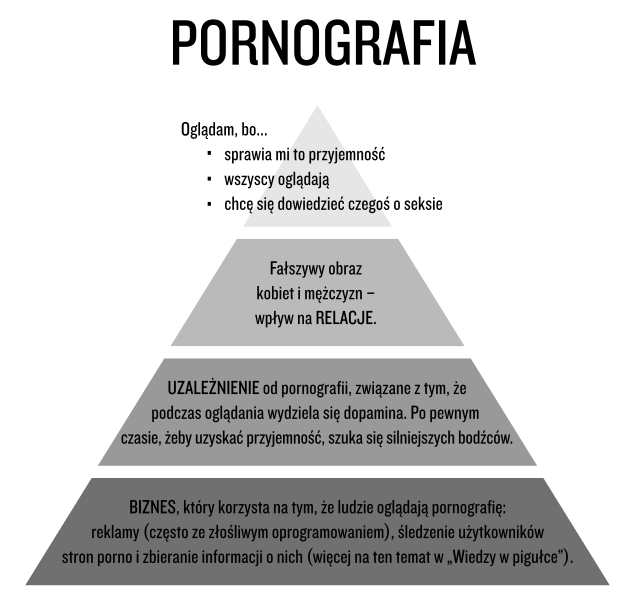 PORNOGRAFIA
Oglądam, bo...
▪ sprawia mi to przyjemność
▪ wszyscy oglądają
▪ chcę się dowiedzieć czegoś o seksie
Fałszywy obraz
kobiet i mężczyzn –
wpływ na RELACJE.
UZALEŻNIENIE od pornografii, związane z tym, że
podczas oglądania wydziela się dopamina. Po pewnym
czasie, żeby uzyskać przyjemność, szuka się silniejszych bodźców.
BIZNES, który korzysta na tym, że ludzie oglądają pornografię:
reklamy (często ze złośliwym oprogramowaniem), śledzenie użytkowników
stron porno i zbieranie informacji o nich (więcej na ten temat w „Wiedzy w pigułce”).